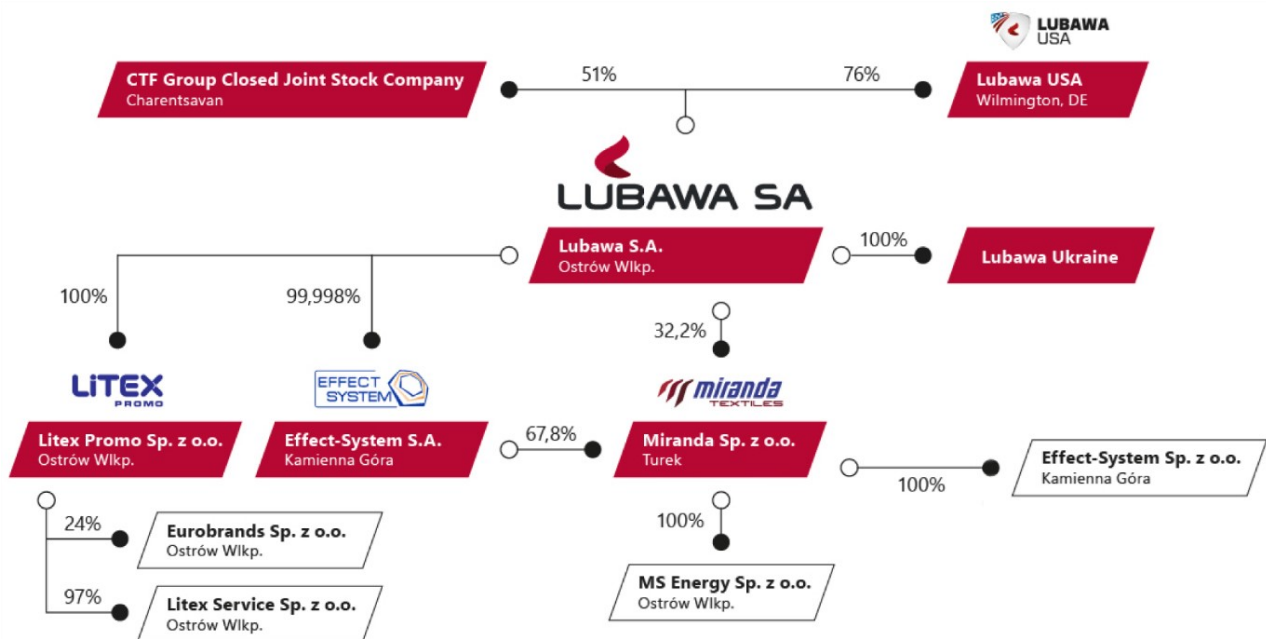 LUBAWA
USA
CTF Group Closed Joint Stock Company
Charentsavan
51%
76%
Lubawa USA
Wilmington, DE
LUBAWA SA
Lubawa S.A.
Ostrów Wlkp.
100%
Lubawa Ukraine
100%
99,998%
32,2%
LiTEX
PROMO
EFFECT
SYSTEM
miranda
TEXTILES
Litex Promo Sp. z o.o.
Ostrów Wlkp.
Effect-System S.A.
Kamienna Góra
67,8%
Miranda Sp. z o.o.
Turek
100%
Effect-System Sp. z o.o.
Kamienna Góra
24%
Eurobrands Sp. z o.o.
Ostrów Wlkp.
100%
97%
Litex Service Sp. z o.o.
Ostrów Wlkp.
MS Energy Sp. z o.o.
Ostrów Wlkp.